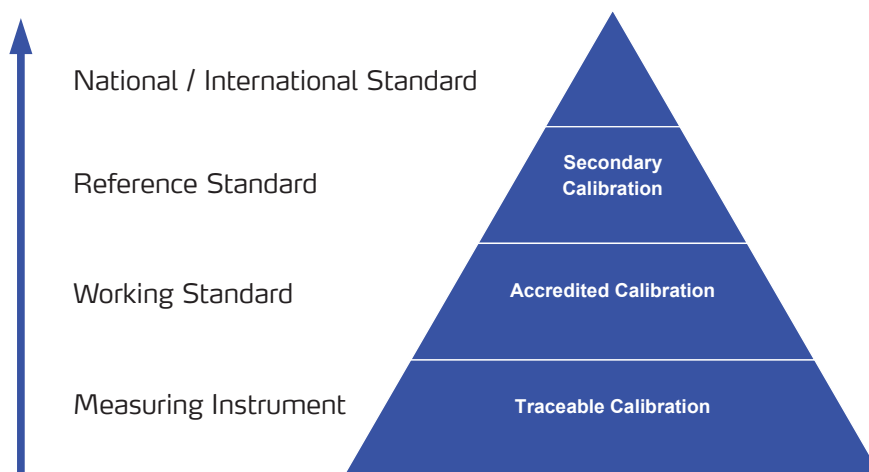 National / International Standard
Reference Standard
Secondary
Calibration
Working Standard
Accredited Calibration
Measuring Instrument
Traceable Calibration